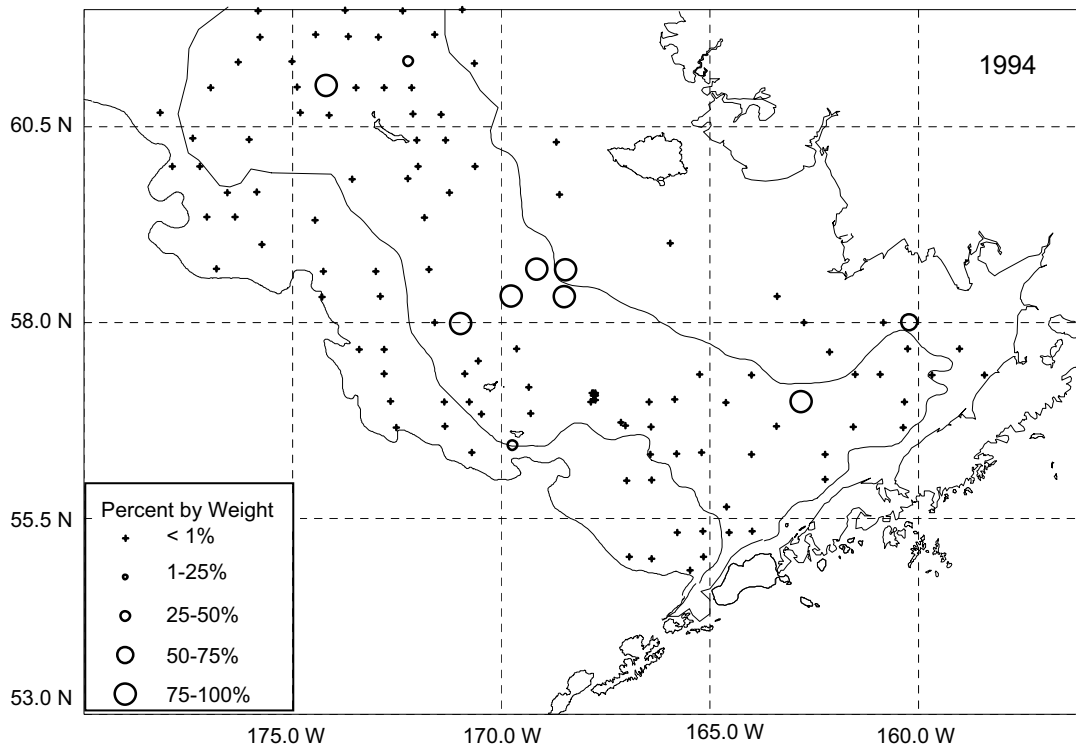 1994
60.5 N
58.0 N
55.5 N
53.0 N
Percent by Weight
< 1%
1-25%
25-50%
50-75%
75-100%
175.0 W
170.0 W
165.0 W
160.0 W